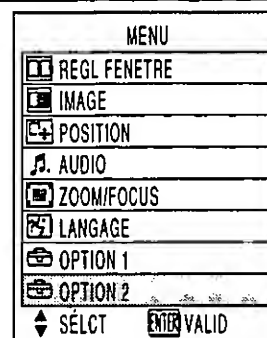 MENU
REGL FENETRE
IMAGE
POSITION
AUDIO
ZOOM/FOCUS
LANGAGE
OPTION 1
OPTION 2
SÉLCT ENTER VALID